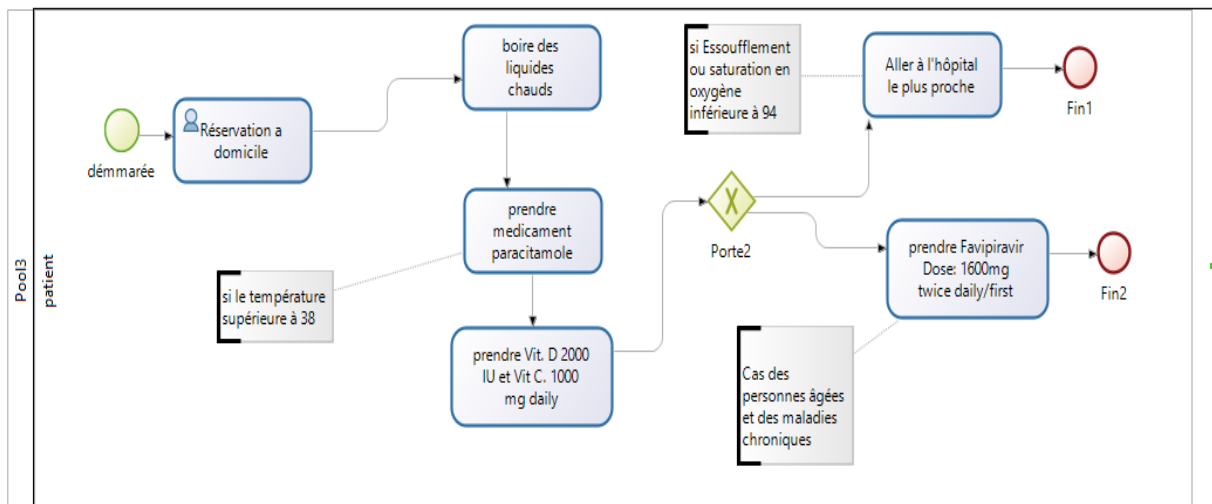 Pool3
patient
démmarée
Réservation a
domicile
boire des
liquides
chauds
prendre
medicament
paracitamole
si le température
supérieure à 38
prendre Vit. D 2000
IU et Vit C. 1000
mg daily
Porte2
si Essoufflement
ou saturation en
oxygène
inférieure à 94
Aller à l'hôpital
le plus proche
Fin1
prendre Favipiravir
Dose: 1600mg
twice daily/first
Fin2
Cas des
personnes âgées
et des maladies
chroniques